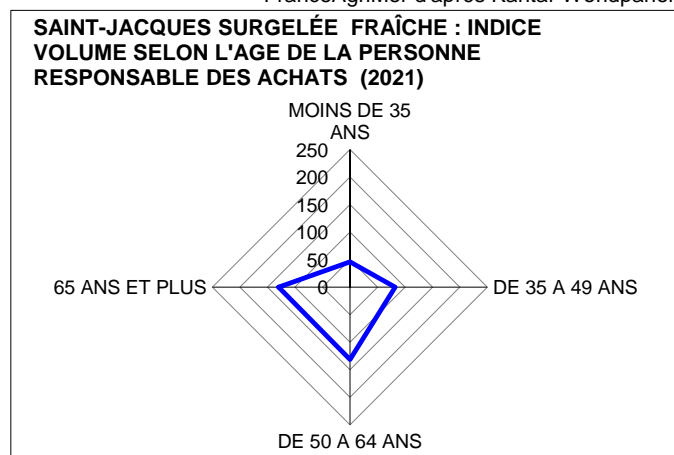 FranceAgriMer d'après Kantar Worldpanel
SAINT-JACQUES SURGELÉE FRAÎCHE : INDICE
VOLUME SELON L'AGE DE LA PERSONNE
RESPONSABLE DES ACHATS (2021)
MOINS DE 35
ANS
250
200
150
100
50
0
65 ANS ET PLUS
DE 35 A 49 ANS
DE 50 A 64 ANS